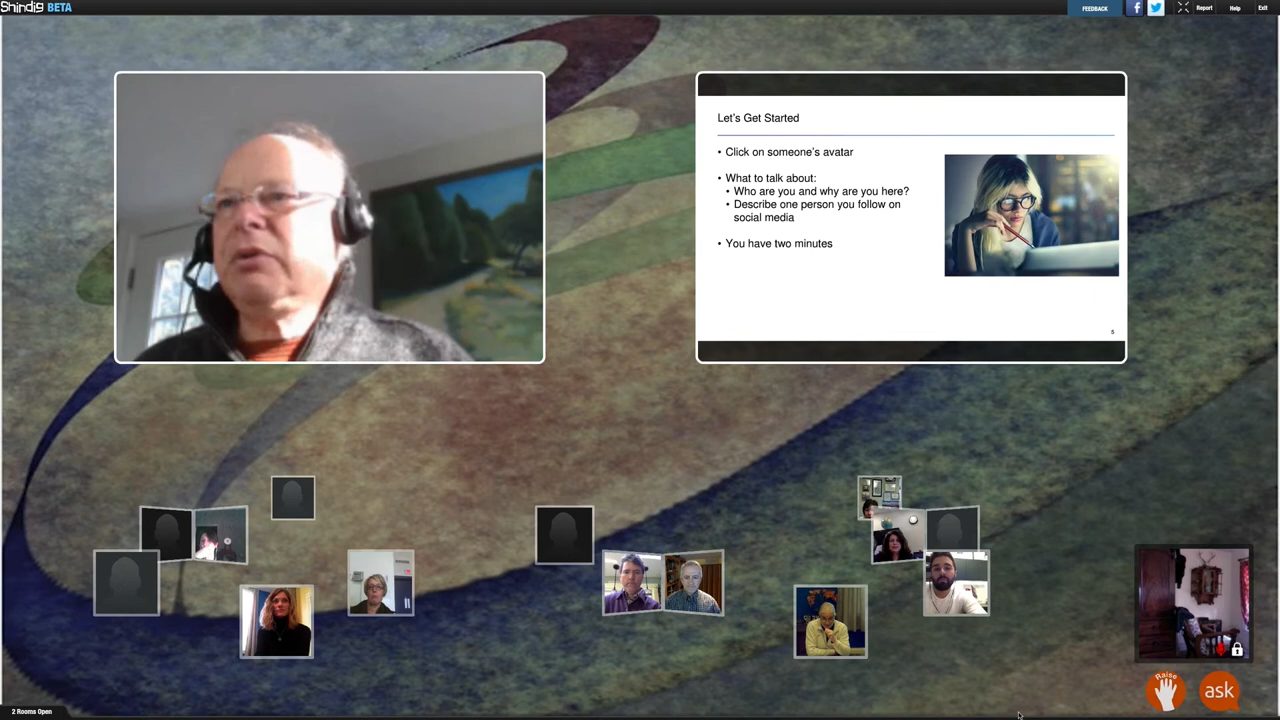 Shindig BETA
FEEDBACK
Report
Help
Exit
Let's Get Started
• Click on someone's avatar
• What to talk about:
• Who are you and why are you here?
• Describe one person you follow on
social media
• You have two minutes
5
Raise
ask
2 Rooms Open